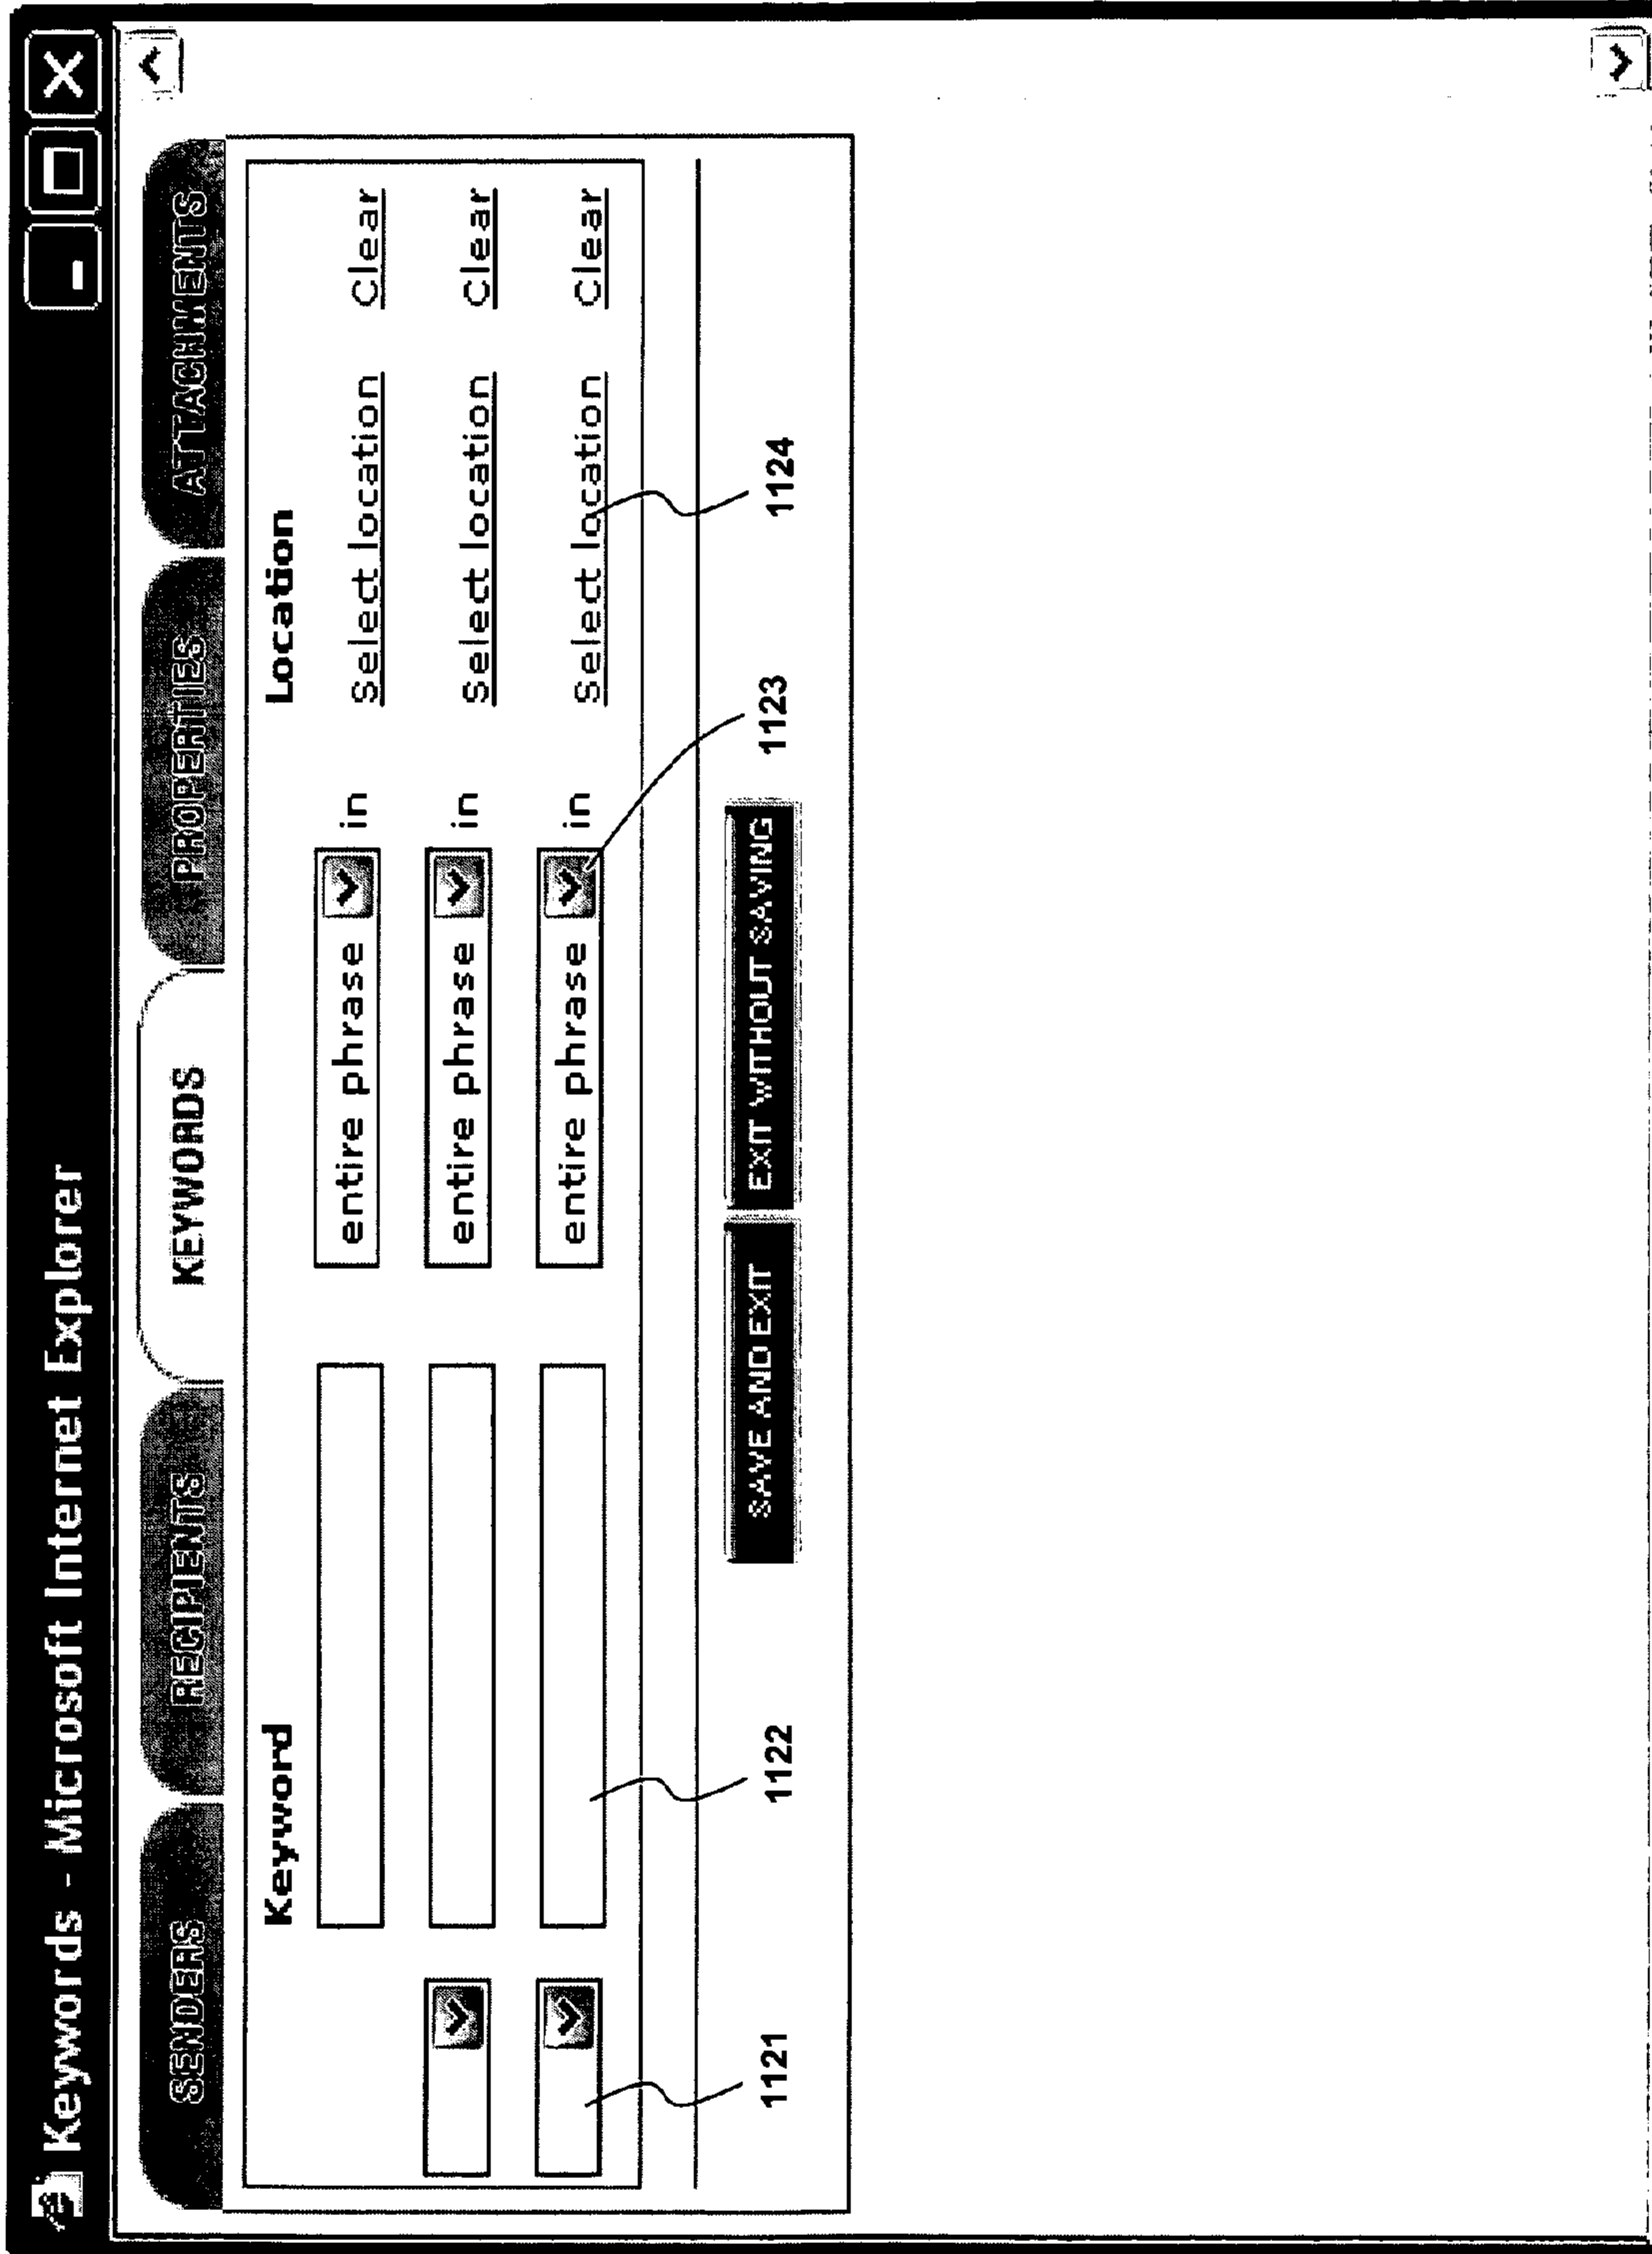 Keywords - Microsoft Internet Explorer
SENDERS RECIPIENTS KEYWORDS PROPERTIES ATTACHMENTS
Keyword Location
entire phrase in Select location Clear
entire phrase in Select location Clear
entire phrase in Select location Clear
SAVE AND EXIT EXIT WITHOUT SAVING
1121 1122 1123 1124